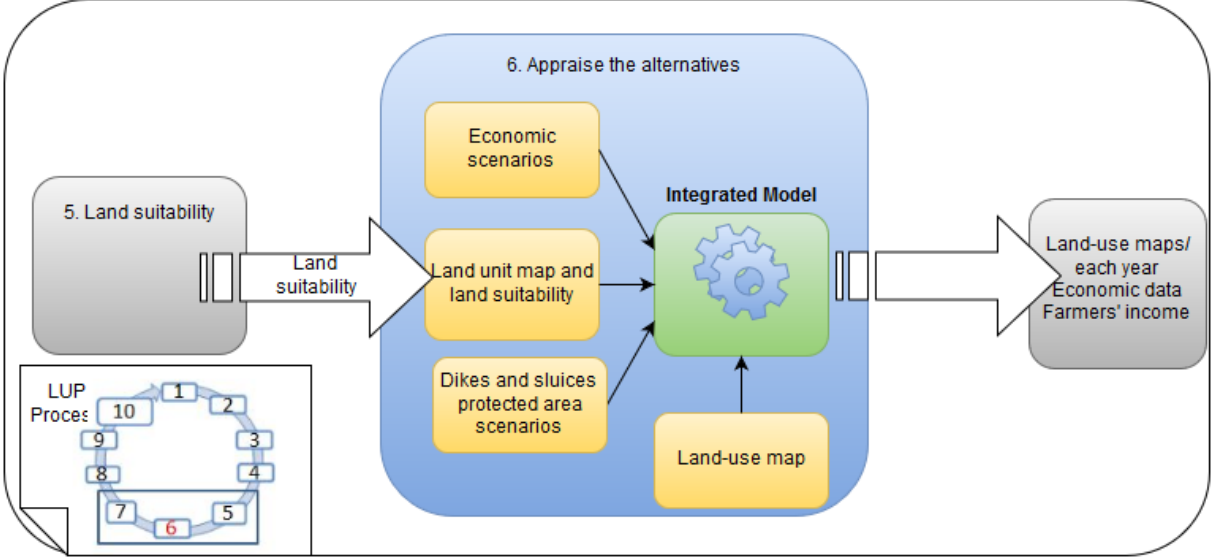 6. Appraise the alternatives
Economic
scenarios
Integrated Model
5. Land suitability
Land
suitability
Land unit map and
land suitability
Land-use maps/
each year
Economic data
Farmers' income
Dikes and sluices
protected area
scenarios
Land-use map
LUP
Proces
1
2
3
4
5
6
7
8
9
10